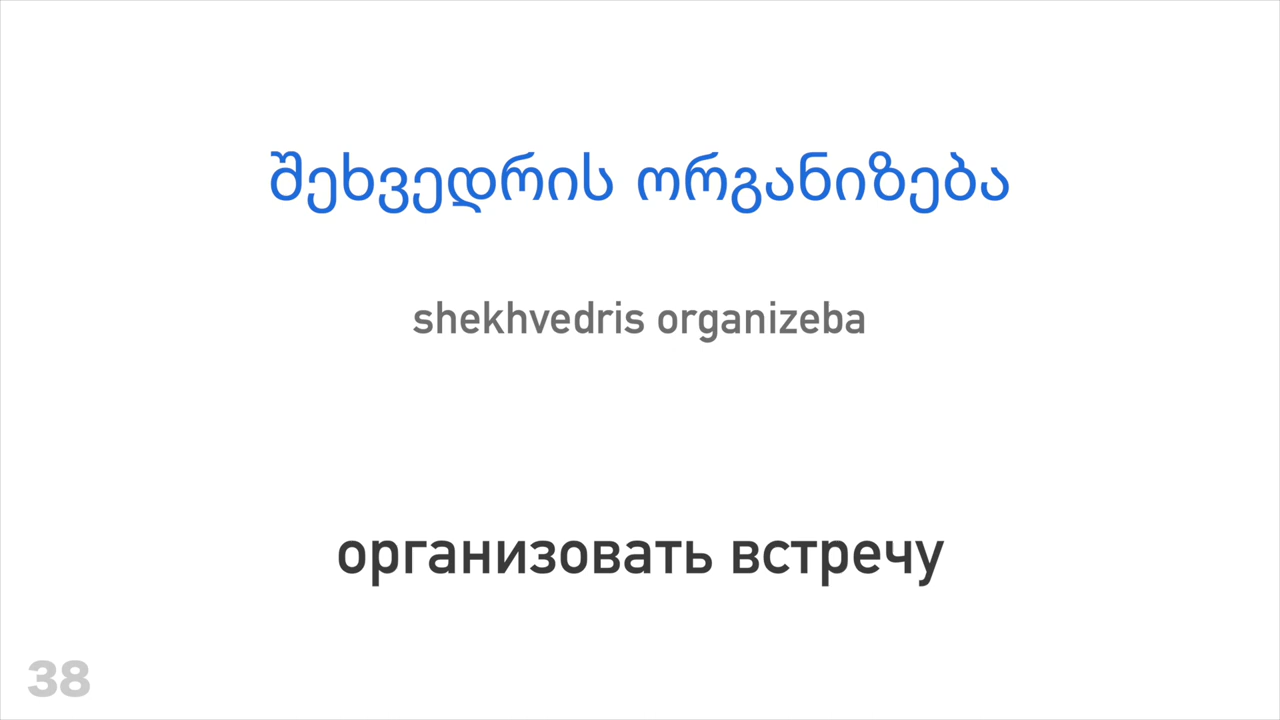 შეხვედრის ორგანიზება
shekhvedris organizeba
организовать встречу
38